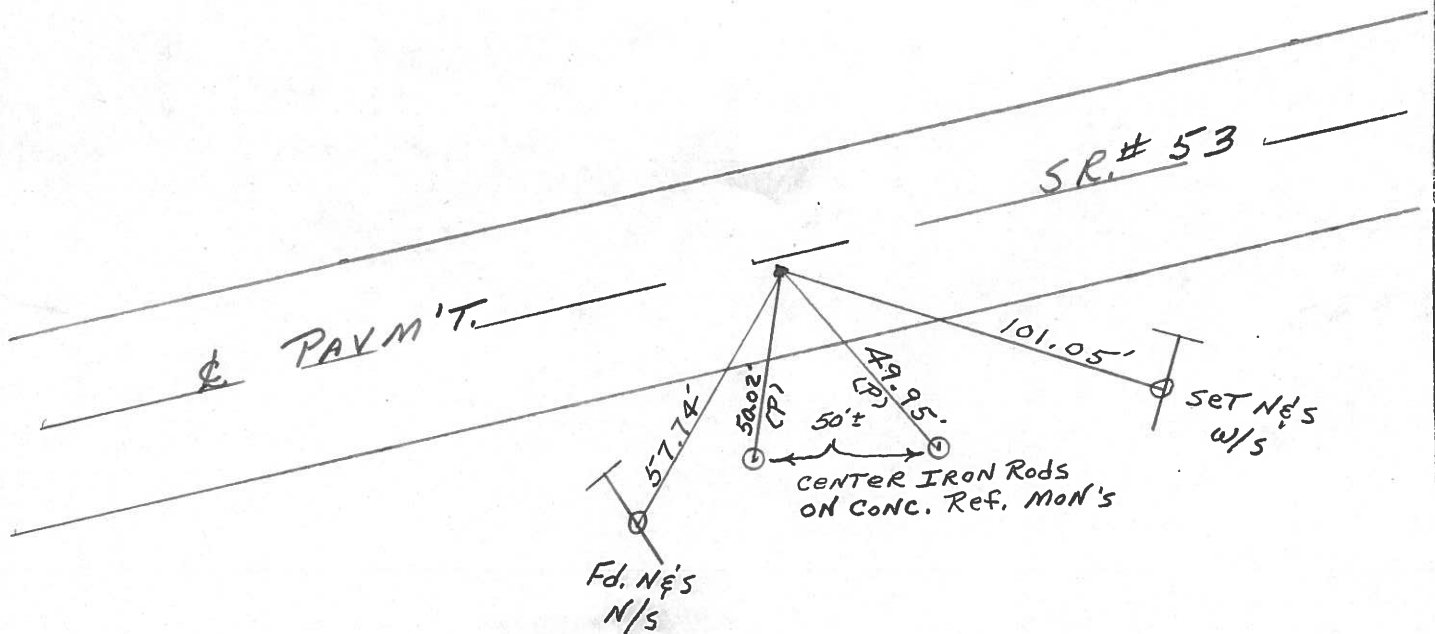 S.R. # 53
℄ PAVM'T.
57.74'
50.02'
(P)
49.95'
(P)
101.05'
50'±
CENTER IRON RODS
ON CONC. Ref. MON'S
SET N&S
W/S
Fd. N&S
N/S